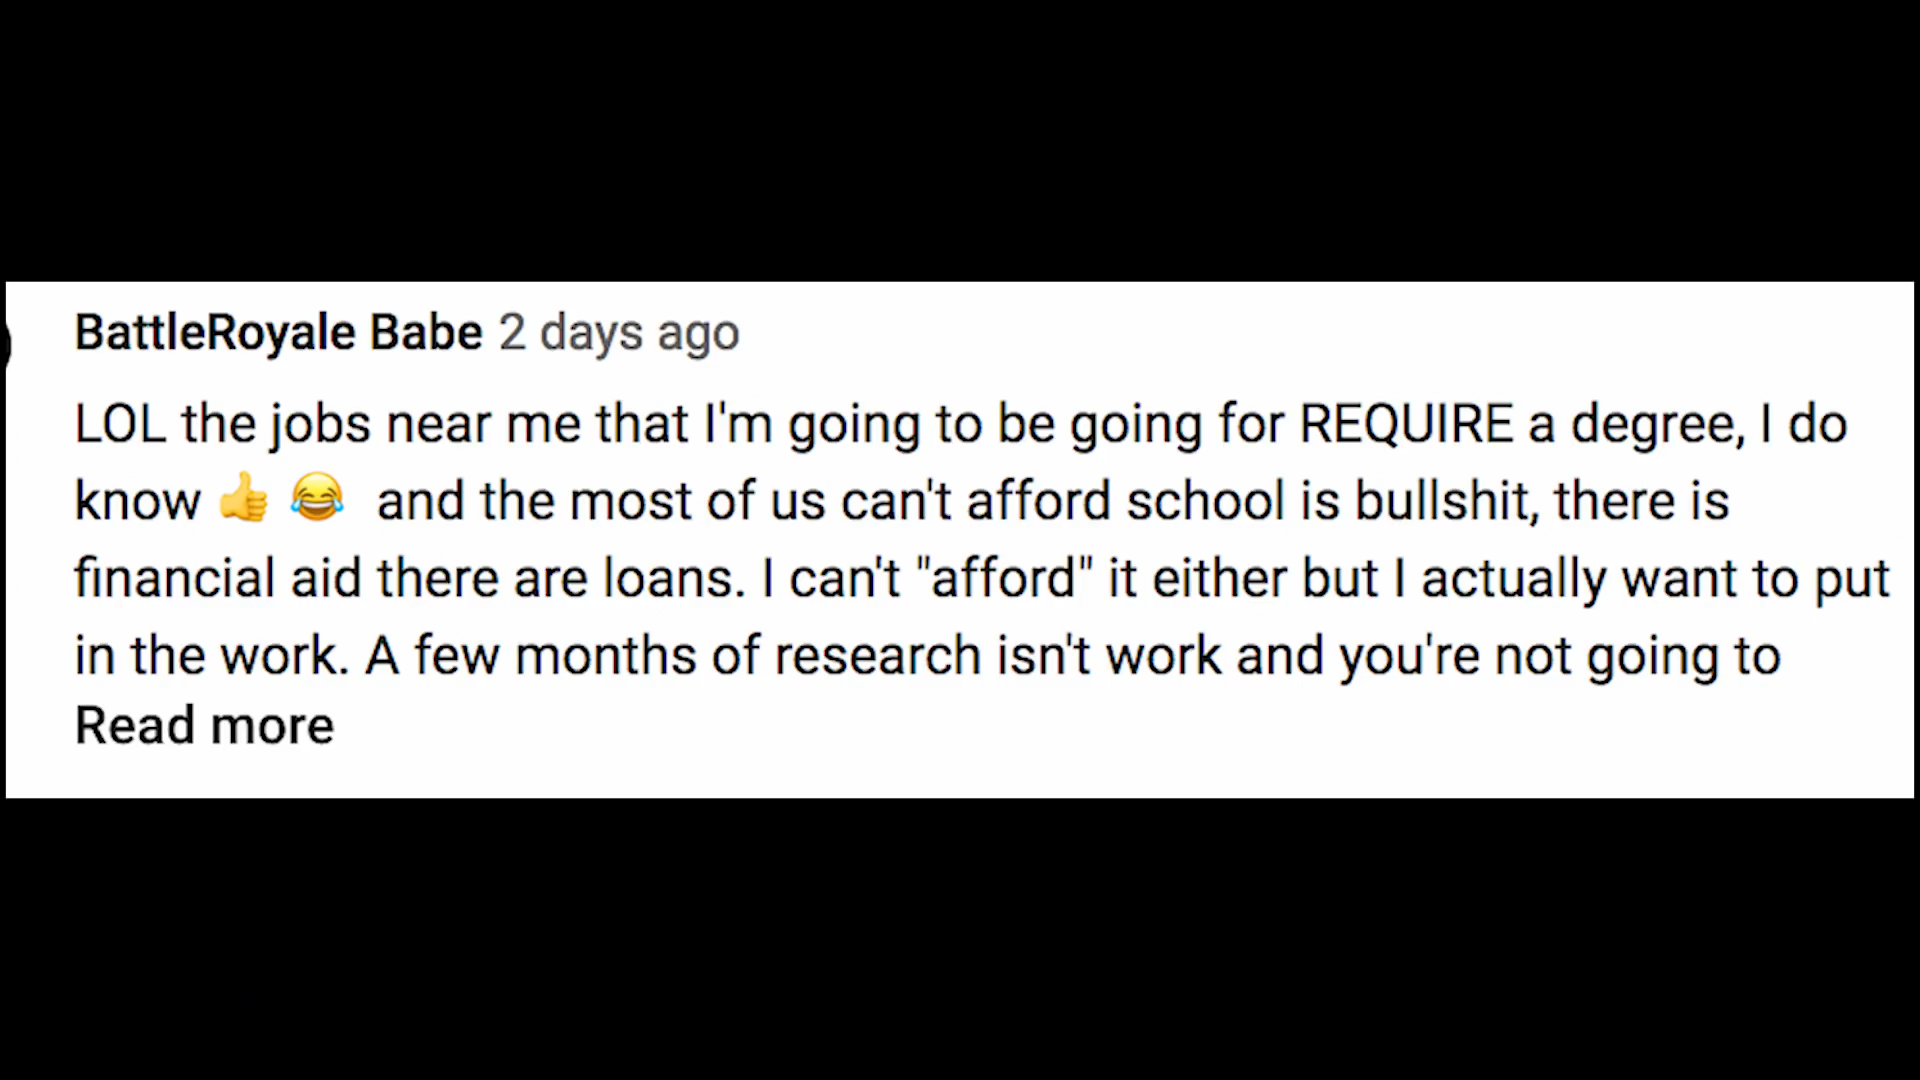 BattleRoyale Babe 2 days ago
LOL the jobs near me that I'm going to be going for REQUIRE a degree, I do
know 👍 😂 and the most of us can't afford school is bullshit, there is
financial aid there are loans. I can't "afford" it either but I actually want to put
in the work. A few months of research isn't work and you're not going to
Read more